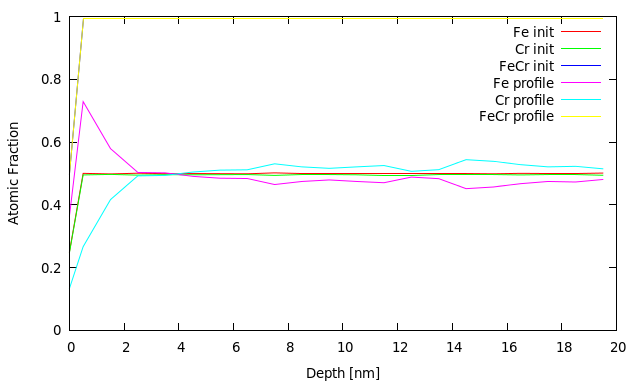 1
0.8
0.6
0.4
0.2
0
Atomic Fraction
Fe init
Cr init
FeCr init
Fe profile
Cr profile
FeCr profile
0 2 4 6 8 10 12 14 16 18 20
Depth [nm]